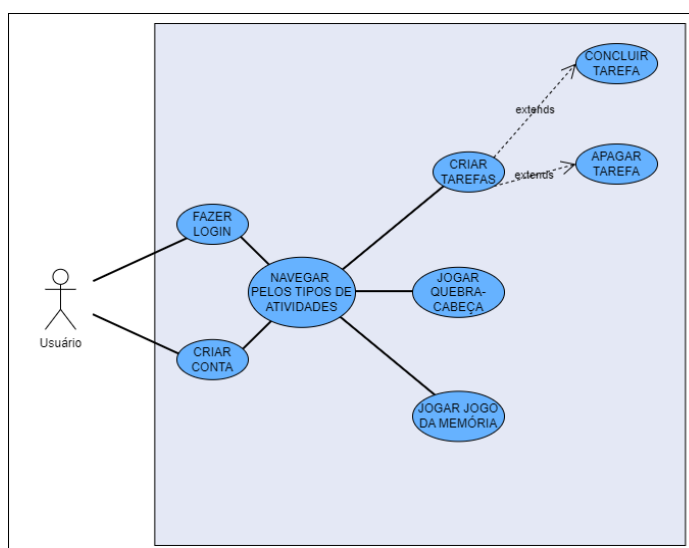 CONCLUIR
TAREFA
extends
CRIAR
TAREFAS
extends
APAGAR
TAREFA
FAZER
LOGIN
NAVEGAR
PELOS TIPOS DE
ATIVIDADES
JOGAR
QUEBRA-
CABEÇA
Usuário
CRIAR
CONTA
JOGAR JOGO
DA MEMÓRIA